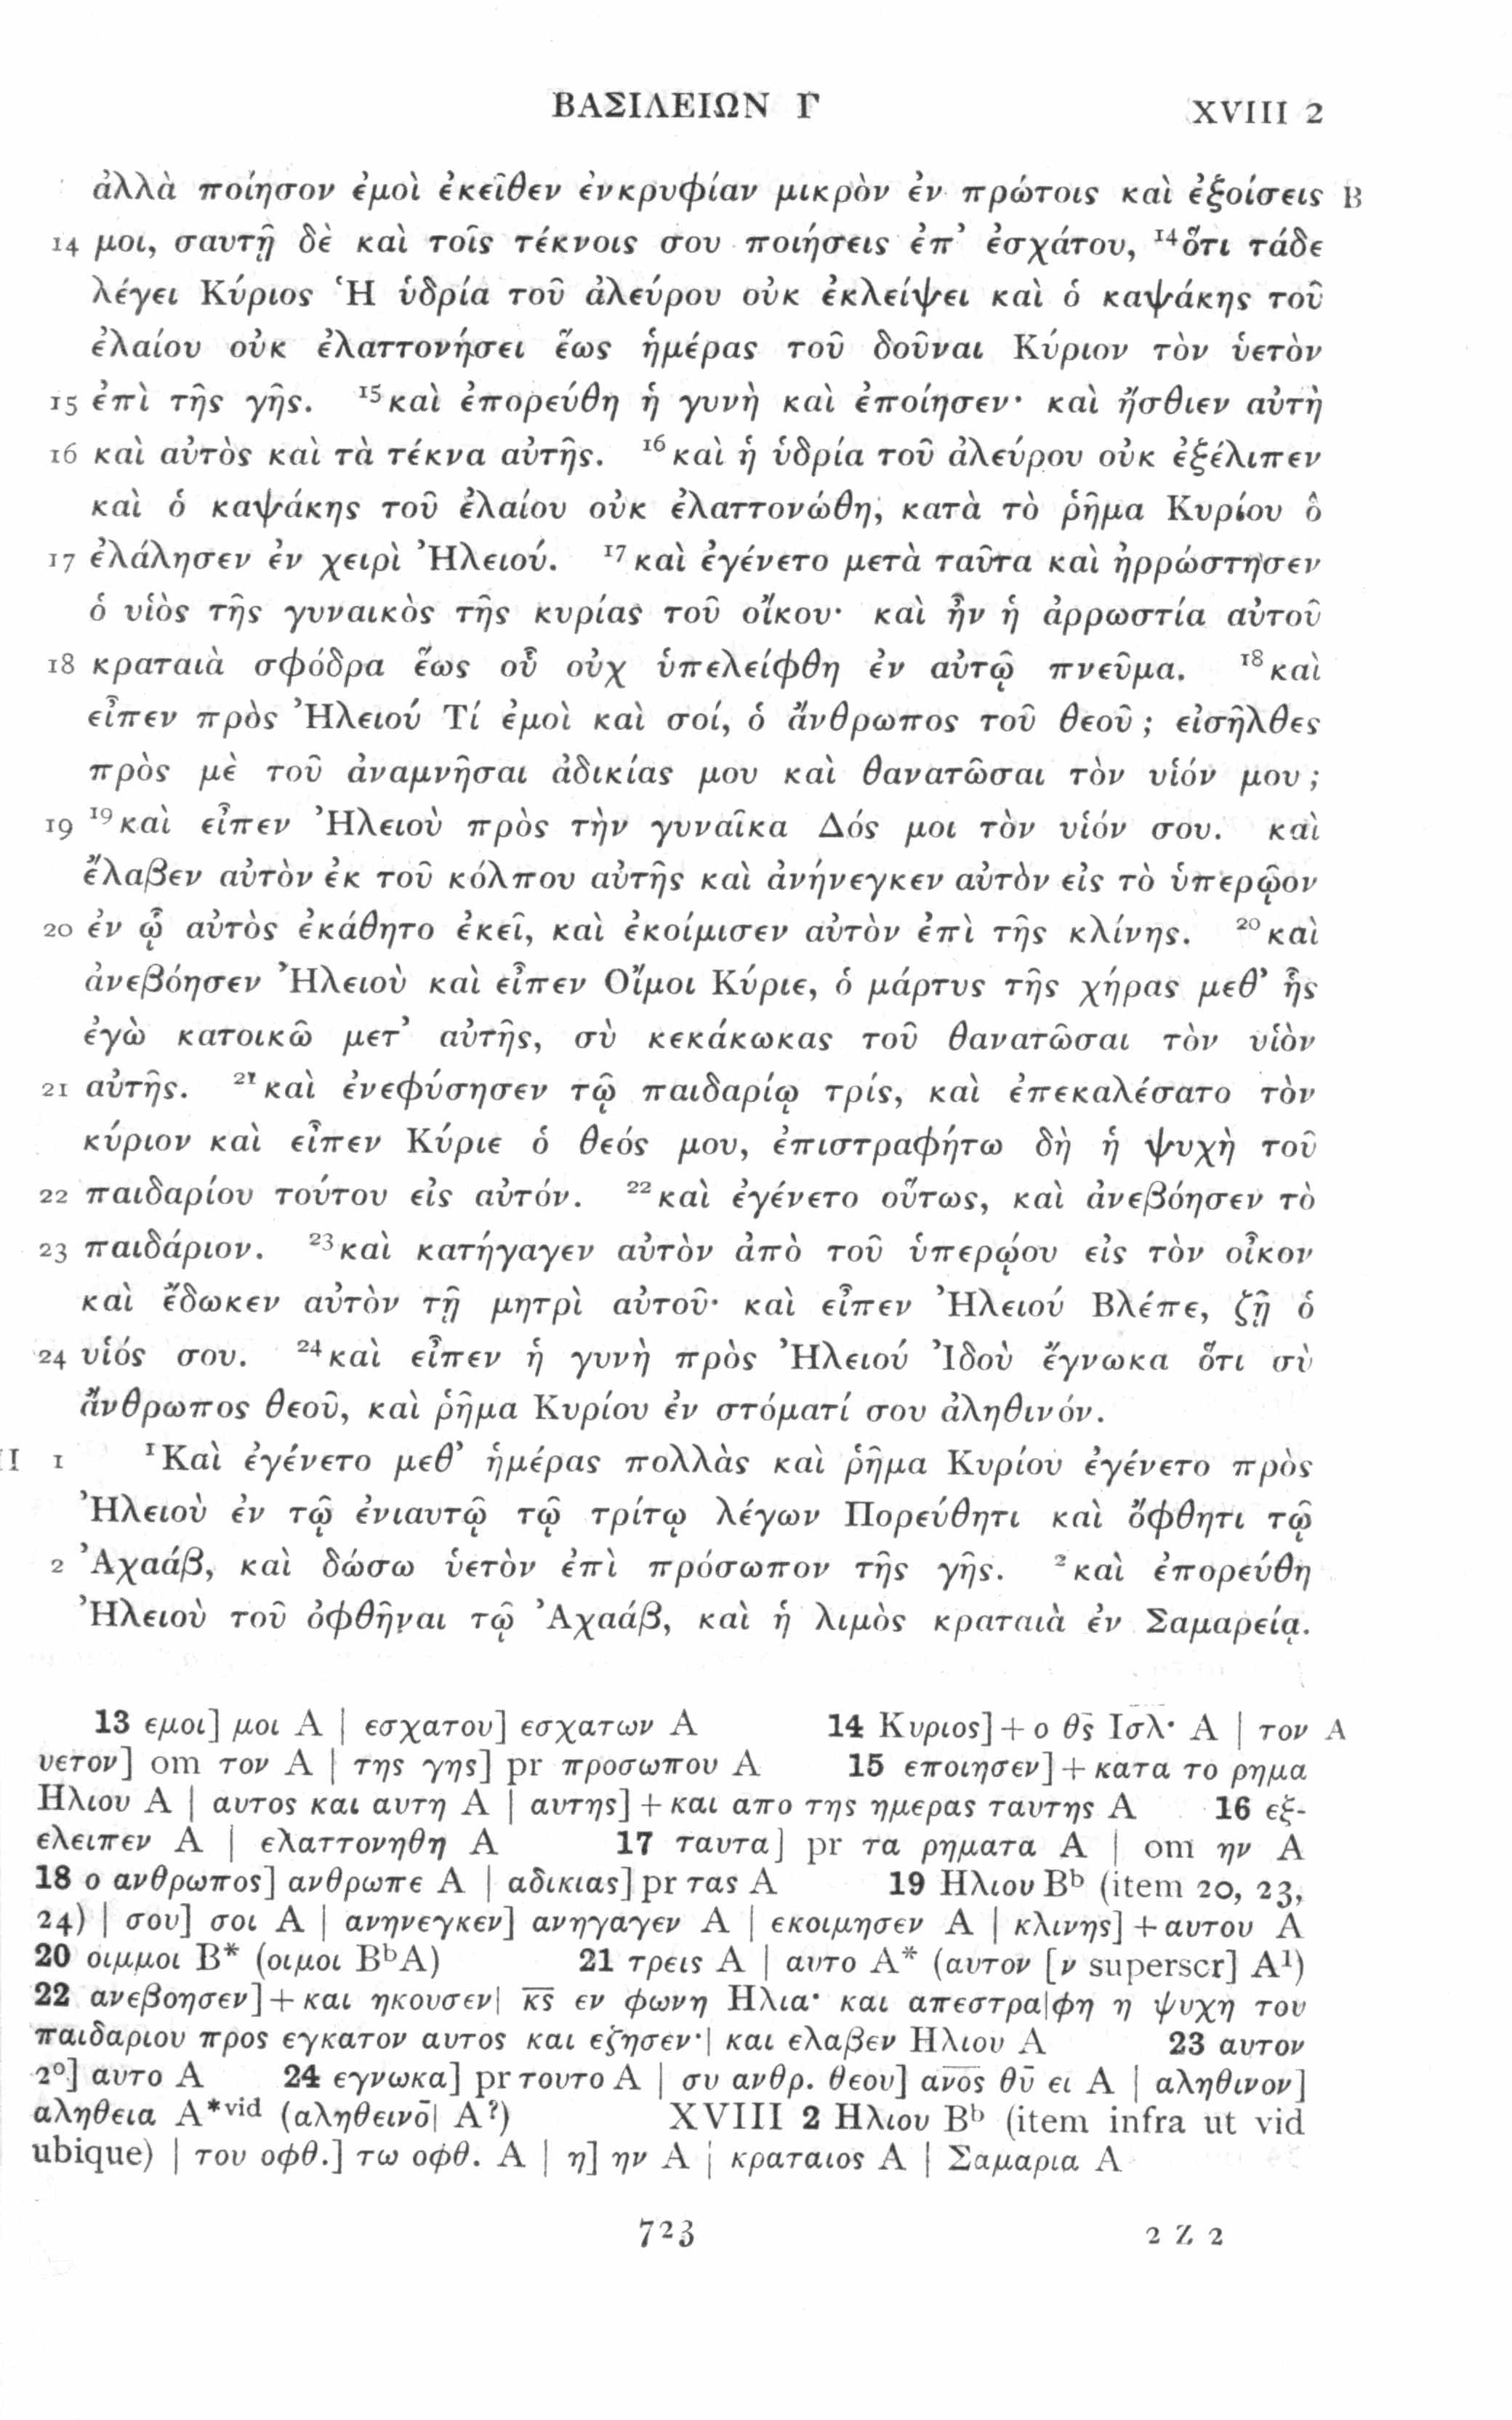 ΒΑΣΙΛΕΙΩΝ Γ XVIII 2
ἀλλὰ ποίησον ἐμοὶ ἐκεῖθεν ἐνκρυφίαν μικρὸν ἐν πρώτοις καὶ ἐξοίσεις B
14 μοι, σαυτῇ δὲ καὶ τοῖς τέκνοις σου ποιήσεις ἐπ’ ἐσχάτου, ¹⁴ὅτι τάδε
λέγει Κύριος Ἡ ὑδρία τοῦ ἀλεύρου οὐκ ἐκλείψει καὶ ὁ καψάκης τοῦ
ἐλαίου οὐκ ἐλαττονήσει ἕως ἡμέρας τοῦ δοῦναι Κύριον τὸν ὑετὸν
15 ἐπὶ τῆς γῆς. ¹⁵καὶ ἐπορεύθη ἡ γυνὴ καὶ ἐποίησεν· καὶ ἤσθιεν αὐτὴ
16 καὶ αὐτὸς καὶ τὰ τέκνα αὐτῆς. ¹⁶καὶ ἡ ὑδρία τοῦ ἀλεύρου οὐκ ἐξέλιπεν
καὶ ὁ καψάκης τοῦ ἐλαίου οὐκ ἐλαττονώθη, κατὰ τὸ ῥῆμα Κυρίου ὃ
17 ἐλάλησεν ἐν χειρὶ Ἠλειού. ¹⁷καὶ ἐγένετο μετὰ ταῦτα καὶ ἠρρώστησεν
ὁ υἱὸς τῆς γυναικὸς τῆς κυρίας τοῦ οἴκου· καὶ ἦν ἡ ἀρρωστία αὐτοῦ
18 κραταιὰ σφόδρα ἕως οὗ οὐχ ὑπελείφθη ἐν αὐτῷ πνεῦμα. ¹⁸καὶ
εἶπεν πρὸς Ἠλειού Τί ἐμοὶ καὶ σοί, ὁ ἄνθρωπος τοῦ θεοῦ; εἰσῆλθες
πρὸς μὲ τοῦ ἀναμνῆσαι ἀδικίας μου καὶ θανατῶσαι τὸν υἱόν μου;
19 ¹⁹καὶ εἶπεν Ἠλειοὺ πρὸς τὴν γυναῖκα Δός μοι τὸν υἱόν σου. καὶ
ἔλαβεν αὐτὸν ἐκ τοῦ κόλπου αὐτῆς καὶ ἀνήνεγκεν αὐτὸν εἰς τὸ ὑπερῷον
20 ἐν ᾧ αὐτὸς ἐκάθητο ἐκεῖ, καὶ ἐκοίμισεν αὐτὸν ἐπὶ τῆς κλίνης. ²⁰καὶ
ἀνεβόησεν Ἠλειοὺ καὶ εἶπεν Οἴμοι Κύριε, ὁ μάρτυς τῆς χήρας μεθ’ ἧς
ἐγὼ κατοικῶ μετ’ αὐτῆς, σὺ κεκάκωκας τοῦ θανατῶσαι τὸν υἱὸν
21 αὐτῆς. ²¹καὶ ἐνεφύσησεν τῷ παιδαρίῳ τρίς, καὶ ἐπεκαλέσατο τὸν
κύριον καὶ εἶπεν Κύριε ὁ θεός μου, ἐπιστραφήτω δὴ ἡ ψυχὴ τοῦ
22 παιδαρίου τούτου εἰς αὐτόν. ²²καὶ ἐγένετο οὕτως, καὶ ἀνεβόησεν τὸ
23 παιδάριον. ²³καὶ κατήγαγεν αὐτὸν ἀπὸ τοῦ ὑπερῴου εἰς τὸν οἶκον
καὶ ἔδωκεν αὐτὸν τῇ μητρὶ αὐτοῦ· καὶ εἶπεν Ἠλειού Βλέπε, ζῇ ὁ
24 υἱός σου. ²⁴καὶ εἶπεν ἡ γυνὴ πρὸς Ἠλειού Ἰδοὺ ἔγνωκα ὅτι σὺ
ἄνθρωπος θεοῦ, καὶ ῥῆμα Κυρίου ἐν στόματί σου ἀληθινόν.
II 1 ¹Καὶ ἐγένετο μεθ’ ἡμέρας πολλὰς καὶ ῥῆμα Κυρίου ἐγένετο πρὸς
Ἠλειοὺ ἐν τῷ ἐνιαυτῷ τῷ τρίτῳ λέγων Πορεύθητι καὶ ὄφθητι τῷ
2 Ἀχαάβ, καὶ δώσω ὑετὸν ἐπὶ πρόσωπον τῆς γῆς. ²καὶ ἐπορεύθη
Ἠλειοὺ τοῦ ὀφθῆναι τῷ Ἀχαάβ, καὶ ἡ λιμὸς κραταιὰ ἐν Σαμαρείᾳ.
13 εμοι] μοι A | εσχατου] εσχατων A 14 Κυριος] + ο θ̅ς̅ Ισλ· A | τον A
υετον] om τον A | της γης] pr προσωπου A 15 εποιησεν] + κατα το ρημα
Ηλιου A | αυτος και αυτη A | αυτης] + και απο της ημερας ταυτης A 16 εξ-
ελειπεν A | ελαττονηθη A 17 ταυτα] pr τα ρηματα A | om ην A
18 ο ανθρωπος] ανθρωπε A | αδικιας] pr τας A 19 Ηλιου Bᵇ (item 20, 23,
24) | σου] σοι A | ανηνεγκεν] ανηγαγεν A | εκοιμησεν A | κλινης] + αυτου A
20 οιμμοι B* (οιμοι BᵇA) 21 τρεις A | αυτο A* (αυτον [ν superscr] A¹)
22 ανεβοησεν] + και ηκουσεν| κ̅ς̅ εν φωνη Ηλια· και απεστρα|φη η ψυχη του
παιδαριου προς εγκατον αυτος και εζησεν·| και ελαβεν Ηλιου A 23 αυτον
2°] αυτο A 24 εγνωκα] pr τουτο A | συ ανθρ. θεου] α̅ν̅ο̅ς̅ θ̅υ̅ ει A | αληθινον]
αληθεια A*ᵛⁱᵈ (αληθεινο̅| A?) XVIII 2 Ηλιου Bᵇ (item infra ut vid
ubique) | του οφθ.] τω οφθ. A | η] ην A | κραταιος A | Σαμαρια A
723 2 Z 2